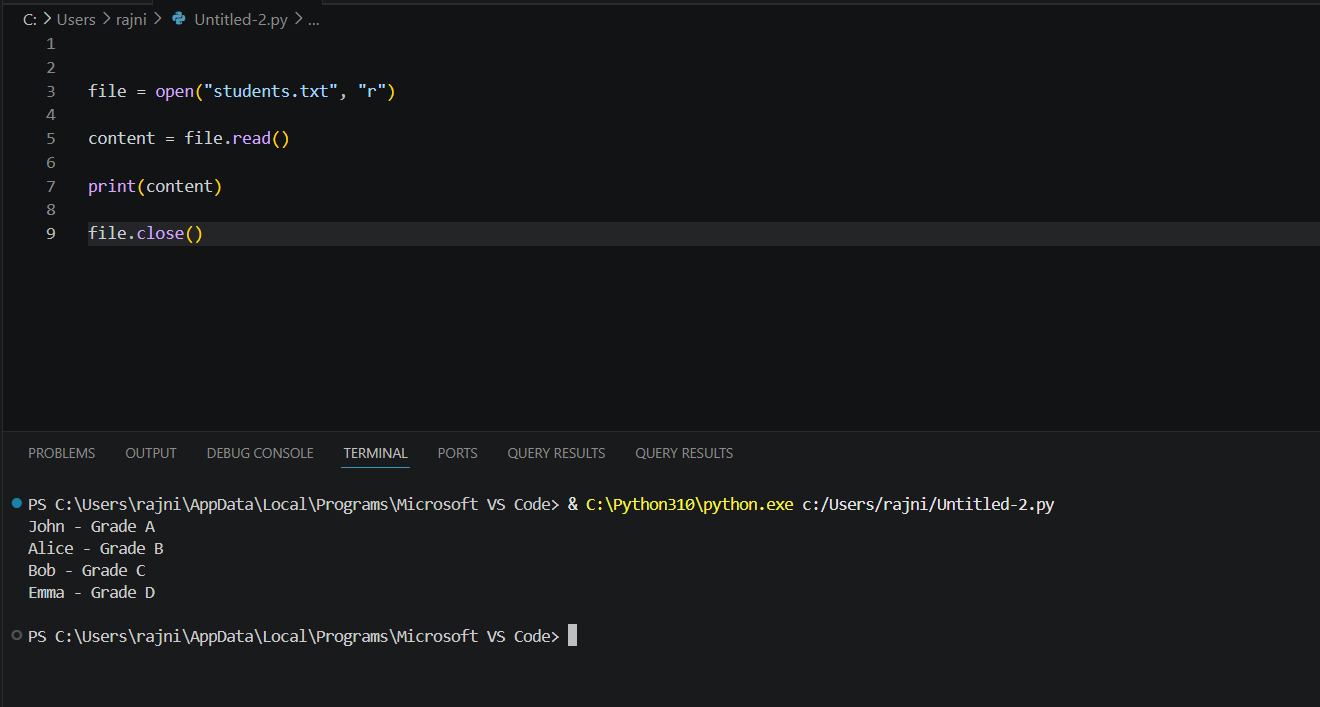 C: > Users > rajni > Untitled-2.py > ...
1
2
3 file = open("students.txt", "r")
4
5 content = file.read()
6
7 print(content)
8
9 file.close()
PROBLEMS OUTPUT DEBUG CONSOLE TERMINAL PORTS QUERY RESULTS QUERY RESULTS
PS C:\Users\rajni\AppData\Local\Programs\Microsoft VS Code> & C:\Python310\python.exe c:/Users/rajni/Untitled-2.py
John - Grade A
Alice - Grade B
Bob - Grade C
Emma - Grade D
PS C:\Users\rajni\AppData\Local\Programs\Microsoft VS Code>